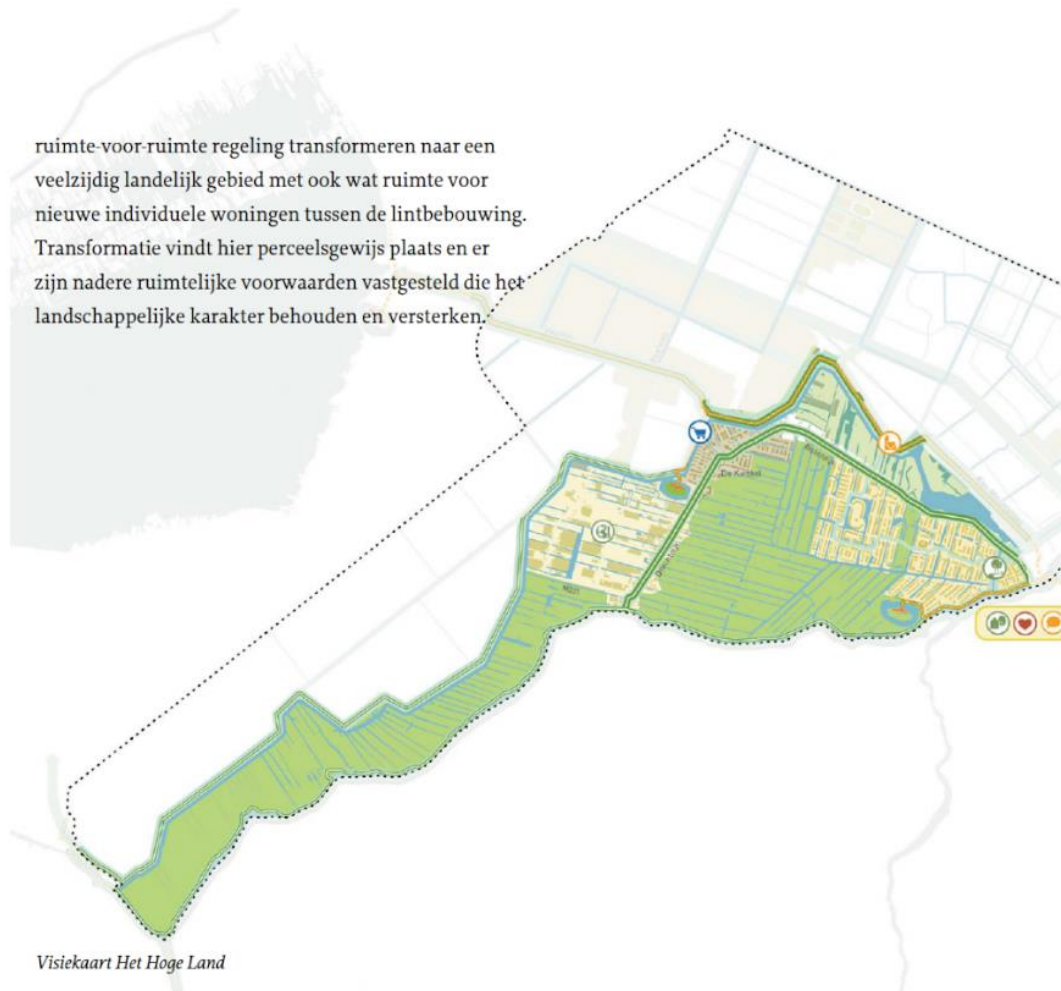 ruimte-voor-ruimte regeling transformeren naar een
veelzijdig landelijk gebied met ook wat ruimte voor
nieuwe individuele woningen tussen de lintbebouwing.
Transformatie vindt hier perceelsgewijs plaats en er
zijn nadere ruimtelijke voorwaarden vastgesteld die het
landschappelijke karakter behouden en versterken.
De Kwakel
Visiekaart Het Hoge Land